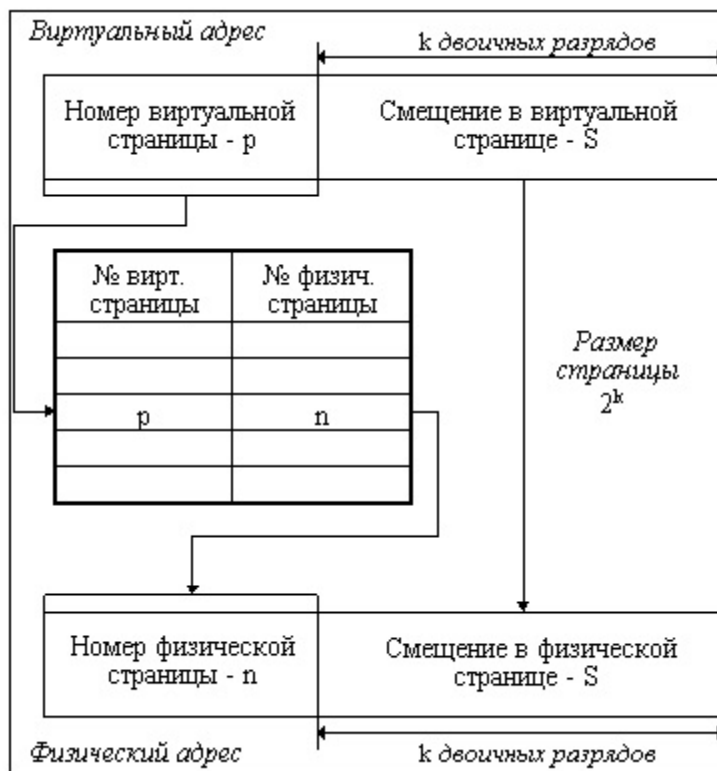 Виртуальный адрес
k двоичных разрядов
Номер виртуальной
страницы - p
Смещение в виртуальной
странице - S
№ вирт.
страницы
№ физич.
страницы
Размер
страницы
2ᵏ
p
n
Номер физической
страницы - n
Смещение в физической
странице - S
Физический адрес
k двоичных разрядов